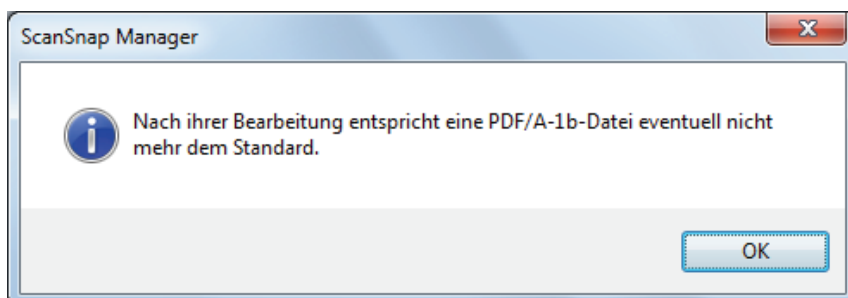 ScanSnap Manager
Nach ihrer Bearbeitung entspricht eine PDF/A-1b-Datei eventuell nicht
mehr dem Standard.
OK